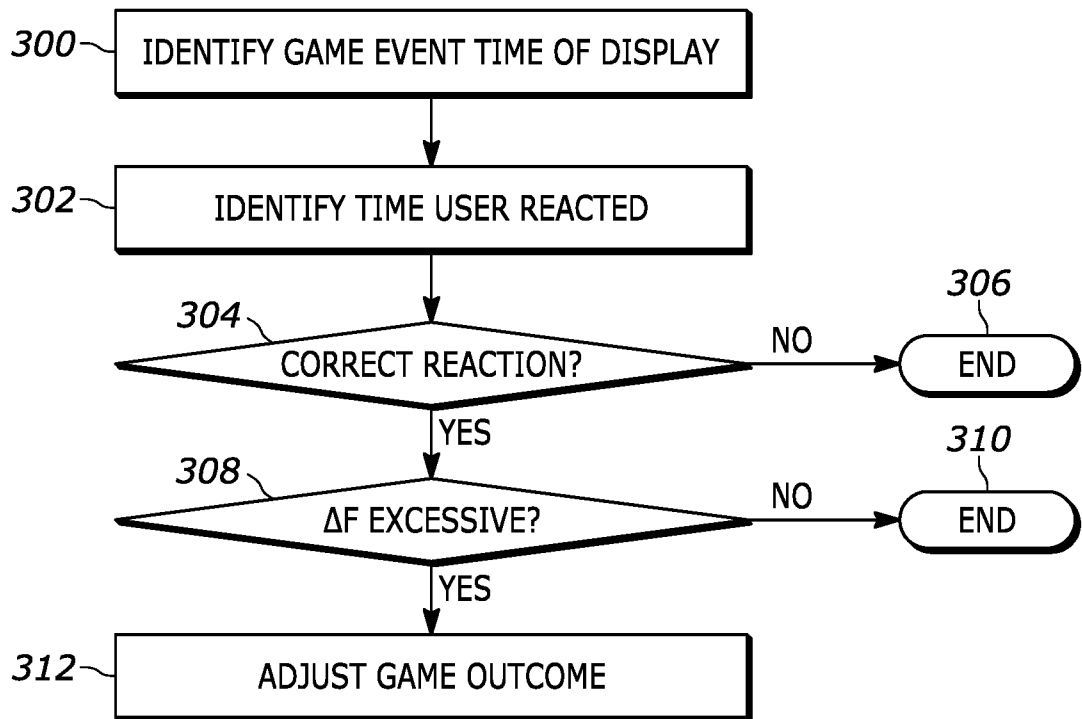 300
IDENTIFY GAME EVENT TIME OF DISPLAY
302
IDENTIFY TIME USER REACTED
304
CORRECT REACTION?
NO
306
END
YES
308
ΔF EXCESSIVE?
NO
310
END
YES
312
ADJUST GAME OUTCOME